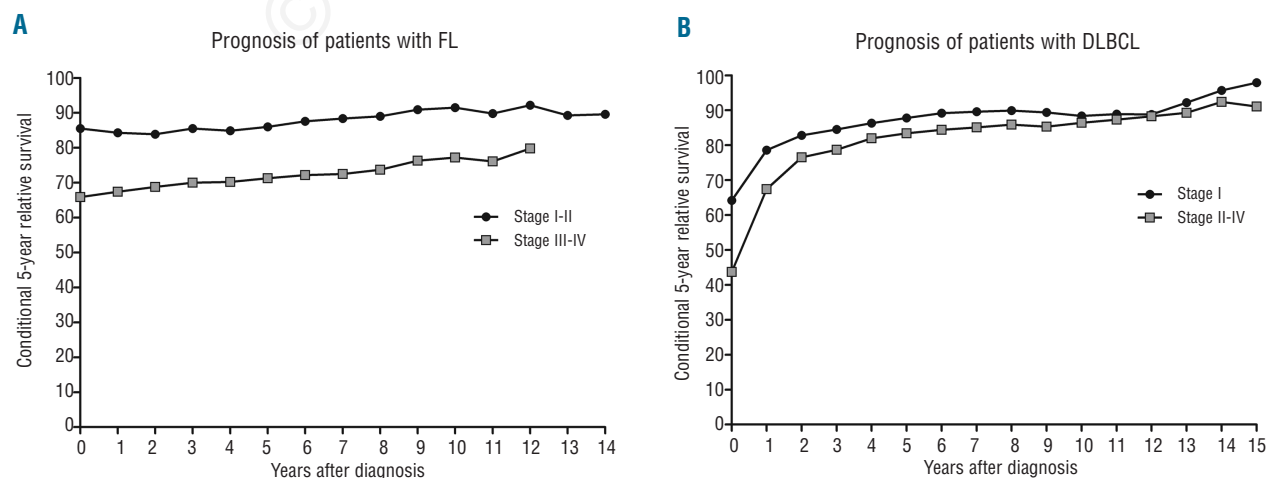 ©
A
Prognosis of patients with FL
Conditional 5-year relative survival
100
90
80
70
60
50
40
30
20
10
0
Stage I-II
Stage III-IV
0 1 2 3 4 5 6 7 8 9 10 11 12 13 14
Years after diagnosis
B
Prognosis of patients with DLBCL
Conditional 5-year relative survival
100
90
80
70
60
50
40
30
20
10
0
Stage I
Stage II-IV
0 1 2 3 4 5 6 7 8 9 10 11 12 13 14 15
Years after diagnosis